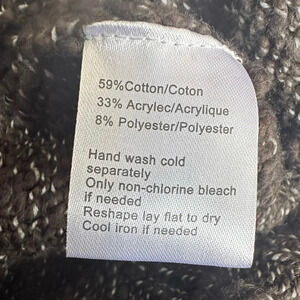 59%Cotton/Coton
33% Acrylec/Acrylique
8% Polyester/Polyester
Hand wash cold
separately
Only non-chlorine bleach
if needed
Reshape lay flat to dry
Cool iron if needed